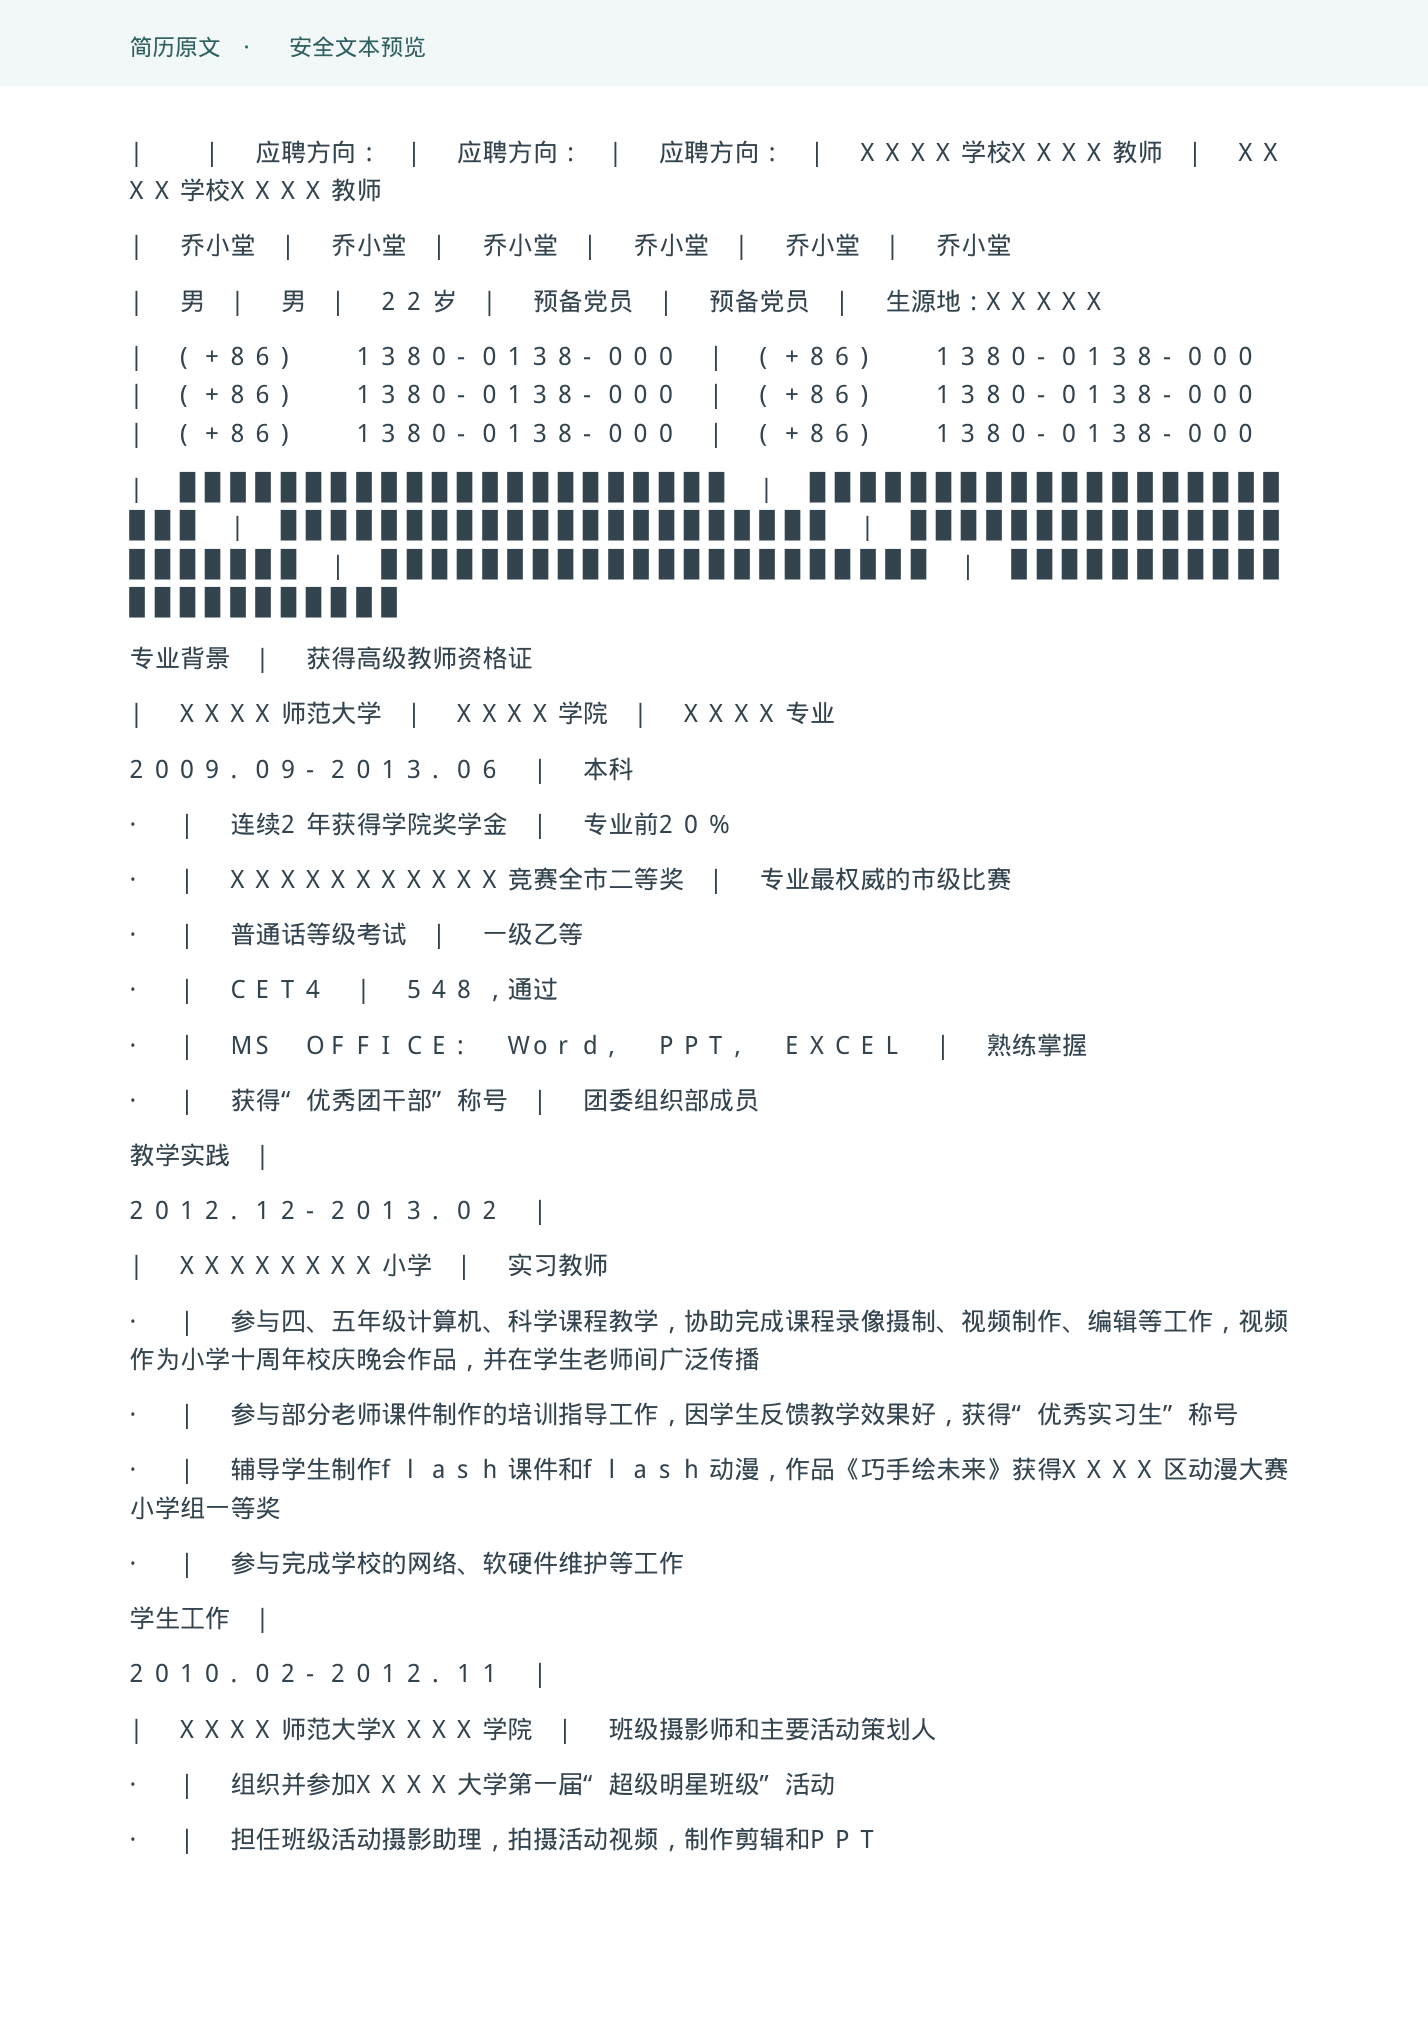 简历原文 · 安全文本预览
| | 应聘方向： | 应聘方向： | 应聘方向： | XXXX学校XXXX教师 | XX
XX学校XXXX教师
| 乔小堂 | 乔小堂 | 乔小堂 | 乔小堂 | 乔小堂 | 乔小堂
| 男 | 男 | 22岁 | 预备党员 | 预备党员 | 生源地：XXXXX
| (+86) 1380-0138-000 | (+86) 1380-0138-000
| (+86) 1380-0138-000 | (+86) 1380-0138-000
| (+86) 1380-0138-000 | (+86) 1380-0138-000
专业背景 | 获得高级教师资格证
| XXXX师范大学 | XXXX学院 | XXXX专业
2009.09-2013.06 | 本科
· | 连续2年获得学院奖学金 | 专业前20%
· | XXXXXXXXXXX竞赛全市二等奖 | 专业最权威的市级比赛
· | 普通话等级考试 | 一级乙等
· | CET4 | 548，通过
· | MS OFFICE: Word, PPT, EXCEL | 熟练掌握
· | 获得“优秀团干部”称号 | 团委组织部成员
教学实践 |
2012.12-2013.02 |
| XXXXXXXX小学 | 实习教师
· | 参与四、五年级计算机、科学课程教学，协助完成课程录像摄制、视频制作、编辑等工作，视频
作为小学十周年校庆晚会作品，并在学生老师间广泛传播
· | 参与部分老师课件制作的培训指导工作，因学生反馈教学效果好，获得“优秀实习生”称号
· | 辅导学生制作flash课件和flash动漫，作品《巧手绘未来》获得XXXX区动漫大赛
小学组一等奖
· | 参与完成学校的网络、软硬件维护等工作
学生工作 |
2010.02-2012.11 |
| XXXX师范大学XXXX学院 | 班级摄影师和主要活动策划人
· | 组织并参加XXXX大学第一届“超级明星班级”活动
· | 担任班级活动摄影助理，拍摄活动视频，制作剪辑和PPT